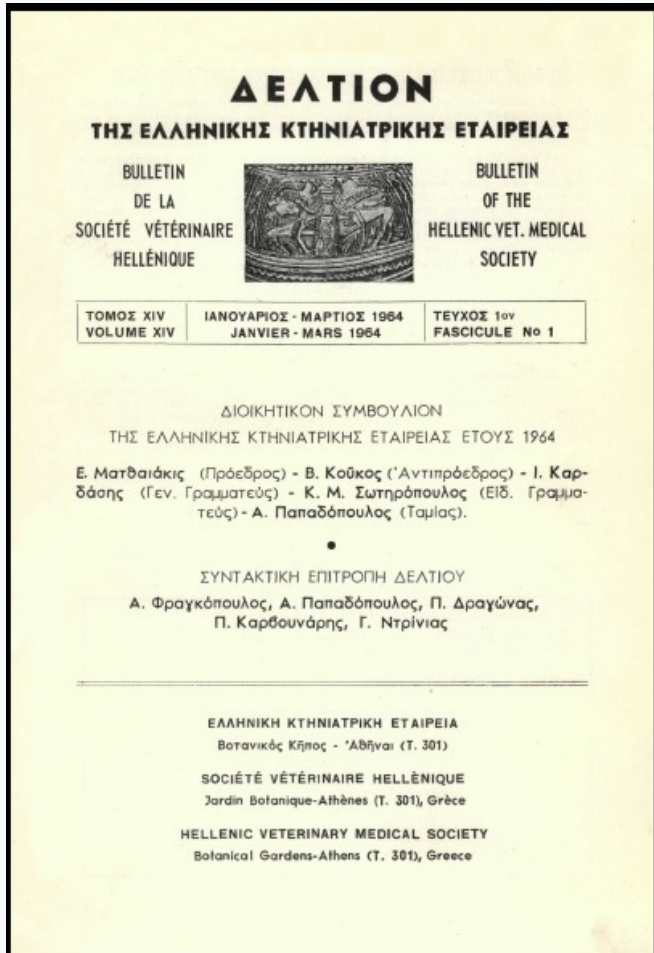 ΔΕΛΤΙΟΝ
ΤΗΣ ΕΛΛΗΝΙΚΗΣ ΚΤΗΝΙΑΤΡΙΚΗΣ ΕΤΑΙΡΕΙΑΣ
BULLETIN
DE LA
SOCIÉTÉ VÉTÉRINAIRE
HELLÉNIQUE
BULLETIN
OF THE
HELLENIC VET. MEDICAL
SOCIETY
ΤΟΜΟΣ XIV
VOLUME XIV
ΙΑΝΟΥΑΡΙΟΣ - ΜΑΡΤΙΟΣ 1964
JANVIER - MARS 1964
ΤΕΥΧΟΣ 1ον
FASCICULE No 1
ΔΙΟΙΚΗΤΙΚΟΝ ΣΥΜΒΟΥΛΙΟΝ
ΤΗΣ ΕΛΛΗΝΙΚΗΣ ΚΤΗΝΙΑΤΡΙΚΗΣ ΕΤΑΙΡΕΙΑΣ ΕΤΟΥΣ 1964
Ε. Ματθαιάκις (Πρόεδρος) - Β. Κοῦκος (Ἀντιπρόεδρος) - Ι. Καρ-
δάσης (Γεν. Γραμματεὺς) - Κ. Μ. Σωτηρόπουλος (Εἰδ. Γραμμα-
τεὺς) - Α. Παπαδόπουλος (Ταμίας).
ΣΥΝΤΑΚΤΙΚΗ ΕΠΙΤΡΟΠΗ ΔΕΛΤΙΟΥ
Α. Φραγκόπουλος, Α. Παπαδόπουλος, Π. Δραγώνας,
Π. Καρβουνάρης, Γ. Ντρίνιας
ΕΛΛΗΝΙΚΗ ΚΤΗΝΙΑΤΡΙΚΗ ΕΤΑΙΡΕΙΑ
Βοτανικὸς Κῆπος - Ἀθῆναι (Τ. 301)
SOCIÉTÉ VÉTÉRINAIRE HELLÈNIQUE
Jardin Botanique-Athènes (T. 301), Grèce
HELLENIC VETERINARY MEDICAL SOCIETY
Botanical Gardens-Athens (T. 301), Greece